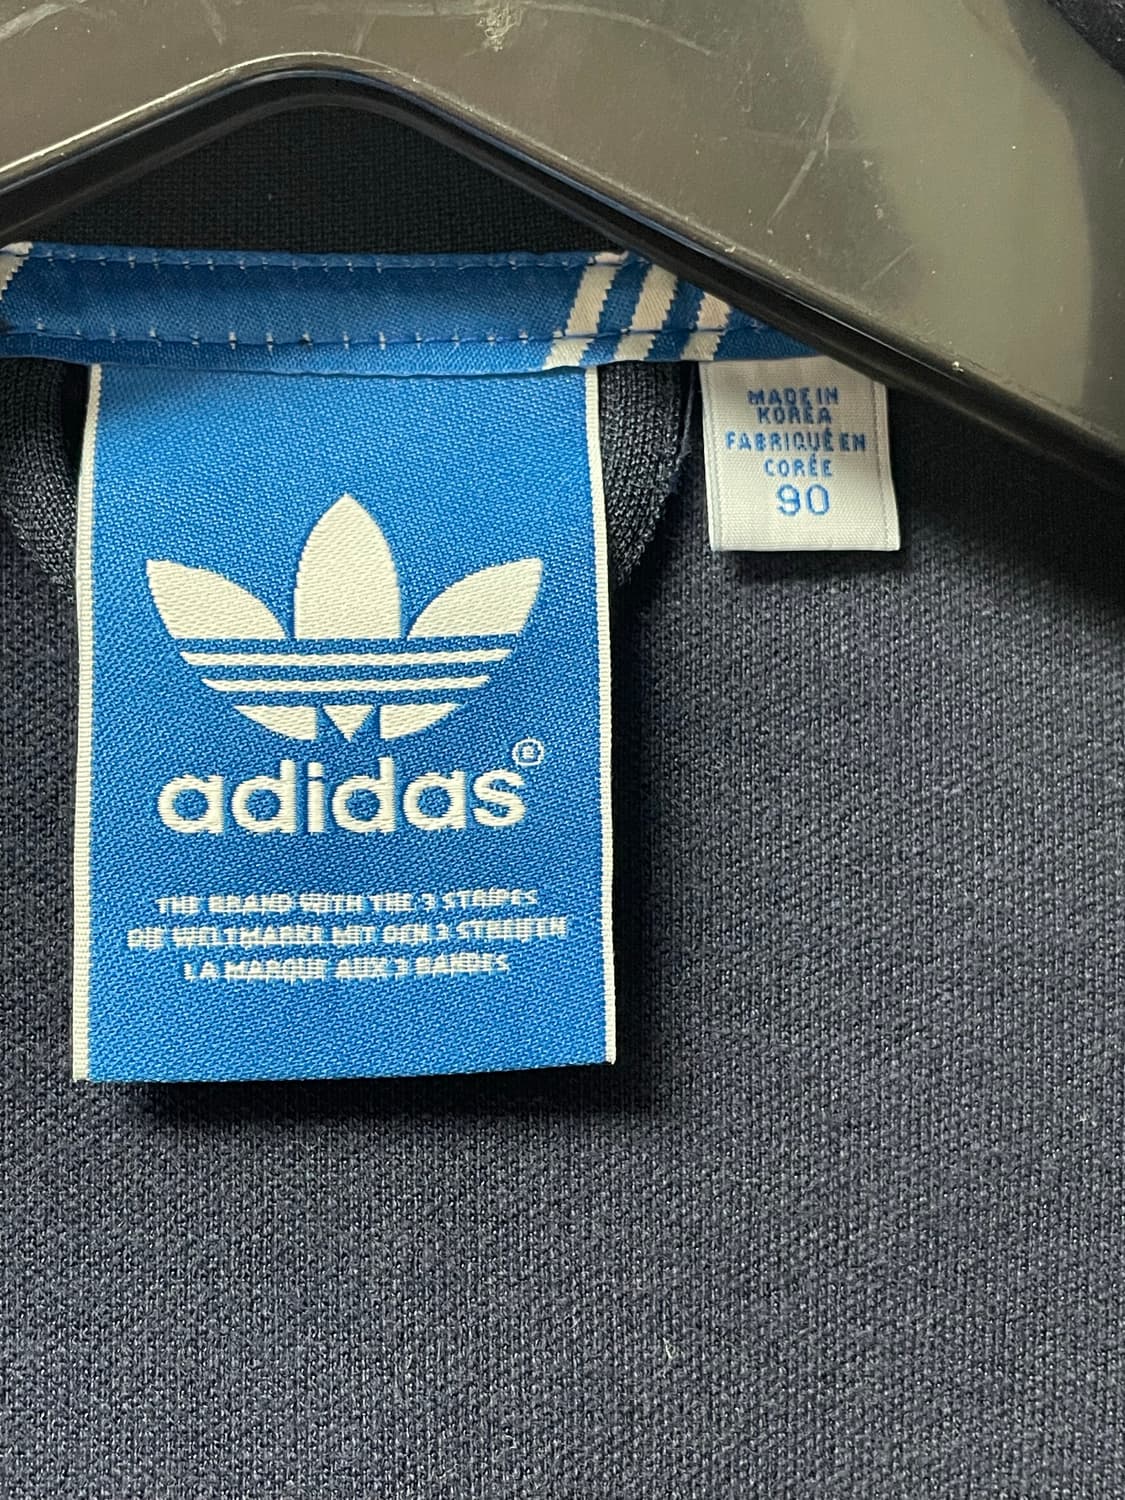 adidas®
THE BRAND WITH THE 3 STRIPES
DIE WELTMARKE MIT DEN 3 STREIFEN
LA MARQUE AUX 3 BANDES
MADE IN
KOREA
FABRIQUÉ EN
CORÉE
90